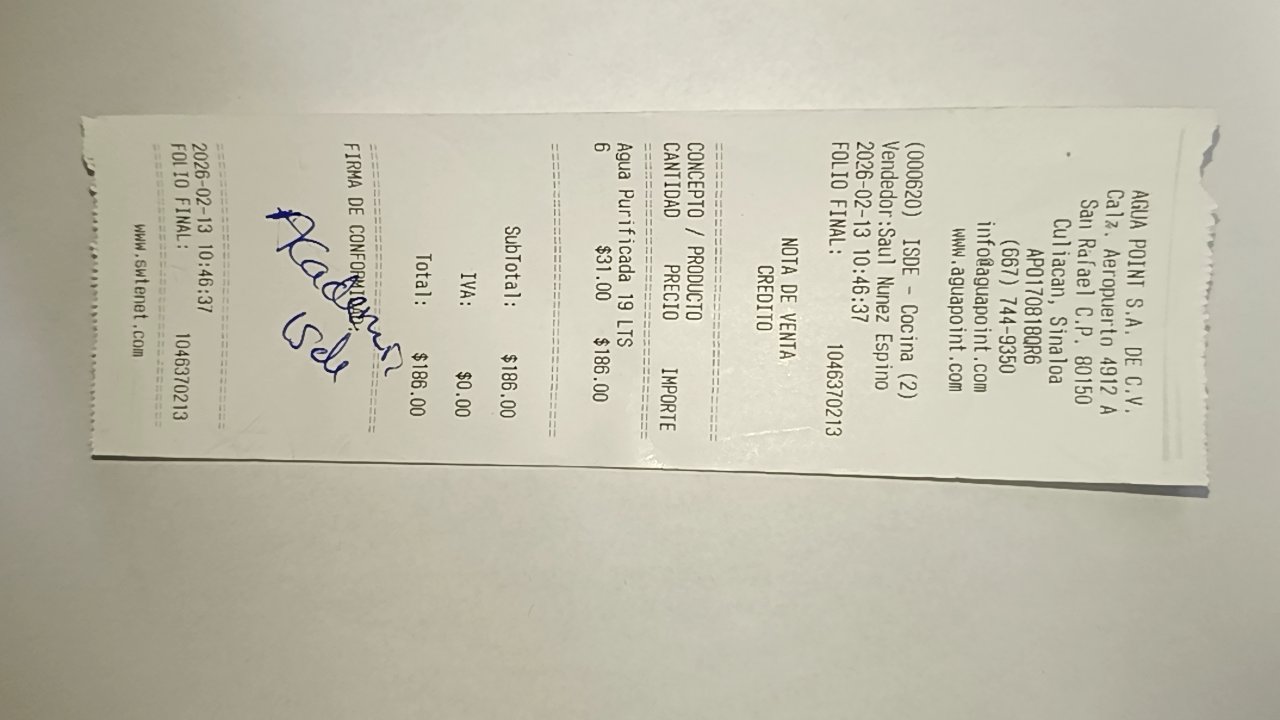 AGUA POINT S.A. DE C.V.
Calz. Aeropuerto 4912 A
San Rafael C.P. 80150
Culiacan, Sinaloa
APO170818QR6
(667) 744-9350
info@aguapoint.com
www.aguapoint.com
(000620) ISDE - Cocina (2)
Vendedor:Saul Nunez Espino
2026-02-13 10:46:37
FOLIO FINAL: 1046370213
NOTA DE VENTA
CREDITO
CONCEPTO / PRODUCTO
CANTIDAD PRECIO IMPORTE
Agua Purificada 19 LTS
6 $31.00 $186.00
SubTotal: $186.00
IVA: $0.00
Total: $186.00
FIRMA DE CONFORMIDAD:
Isde
2026-02-13 10:46:37
FOLIO FINAL: 1046370213
www.swtenet.com